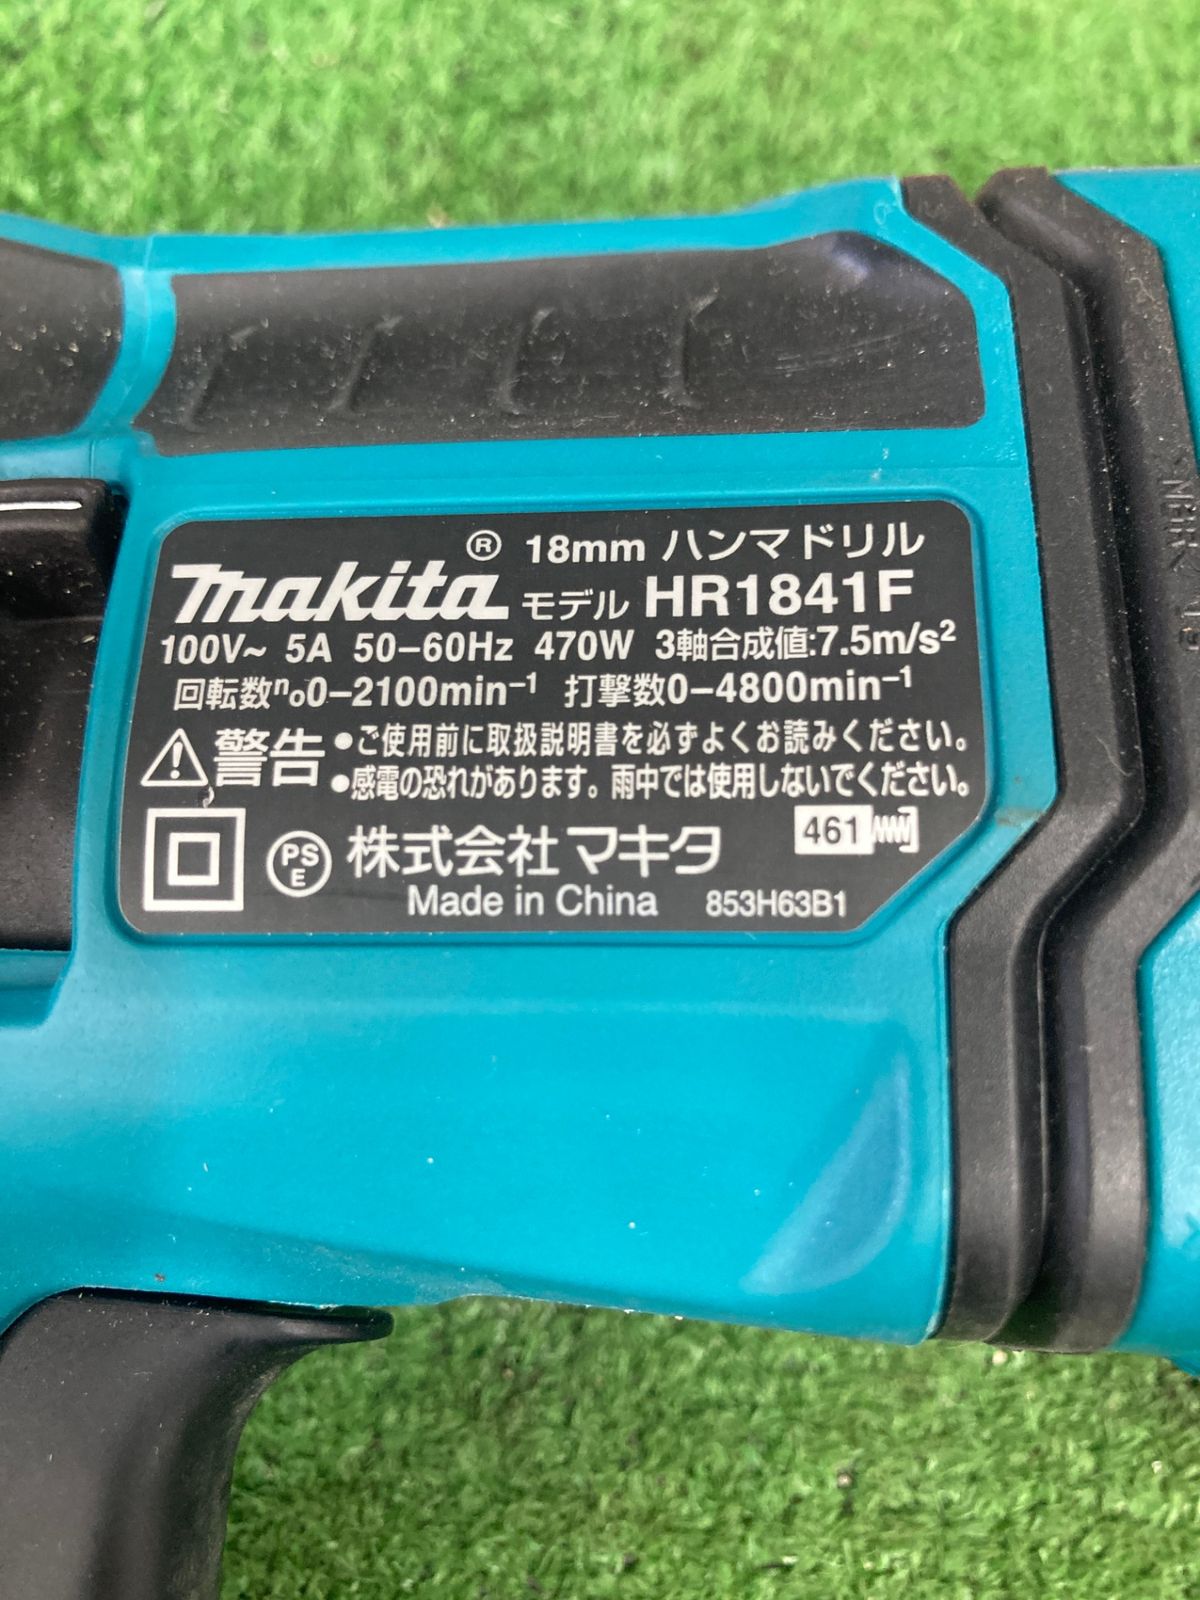 ® 18mm ハンマドリル
makita モデル HR1841F
100V~ 5A 50-60Hz 470W 3軸合成値:7.5m/s²
回転数n₀0-2100min⁻¹ 打撃数0-4800min⁻¹
警告 ●ご使用前に取扱説明書を必ずよくお読みください。
●感電の恐れがあります。雨中では使用しないでください。
PS
E
株式会社マキタ
461
Made in China 853H63B1